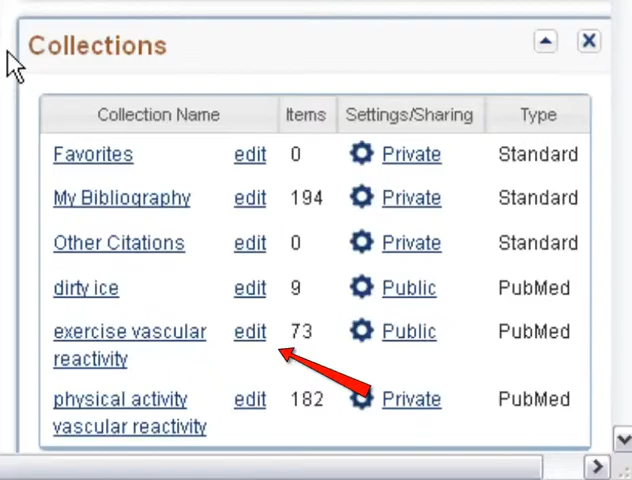 Collections
Collection Name Items Settings/Sharing Type
Favorites edit 0 Private Standard
My Bibliography edit 194 Private Standard
Other Citations edit 0 Private Standard
dirty ice edit 9 Public PubMed
exercise vascular edit 73 Public PubMed
reactivity
physical activity edit 182 Private PubMed
vascular reactivity